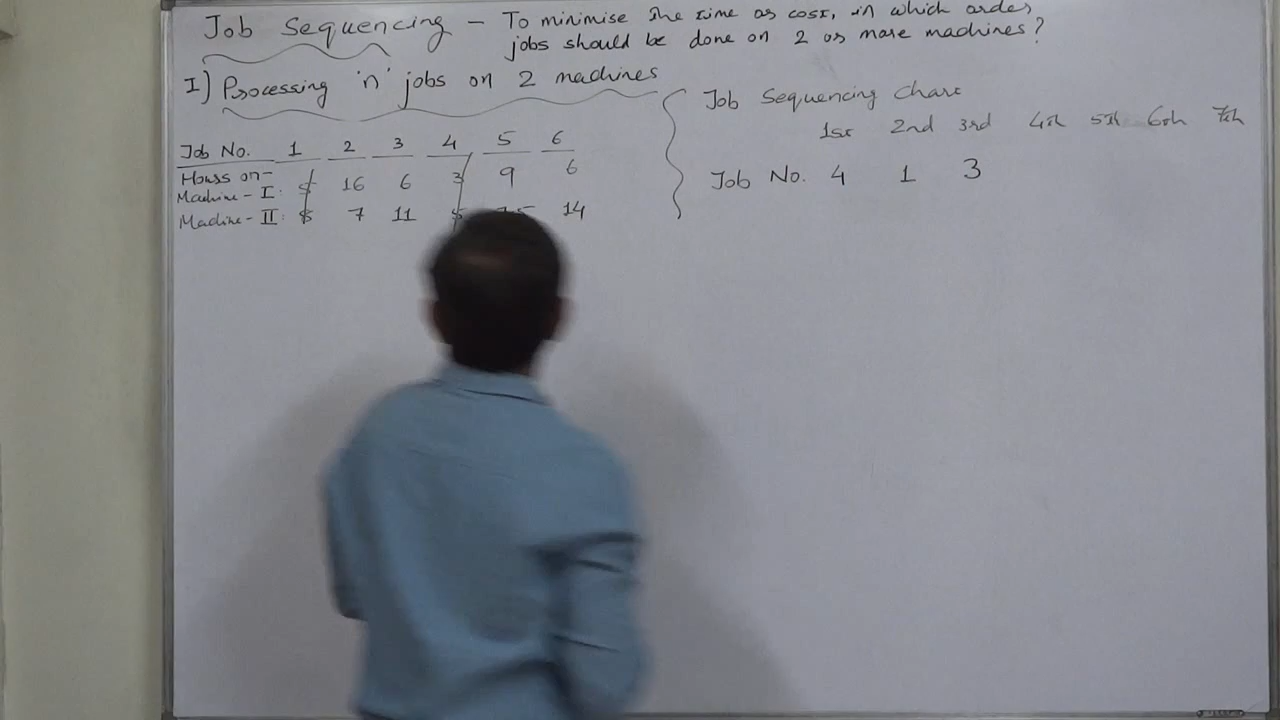 Job Sequencing - To minimise the time or cost, in which order
jobs should be done on 2 or more machines?
I) Processing 'n' jobs on 2 machines
Job No. 1 2 3 4 5 6
Hours on-
Machine-I: 5 16 6 3 9 6
Machine-II: 8 7 11 14
Job Sequencing Chart
1st 2nd 3rd 4th 5th 6th 7th
Job No. 4 1 3